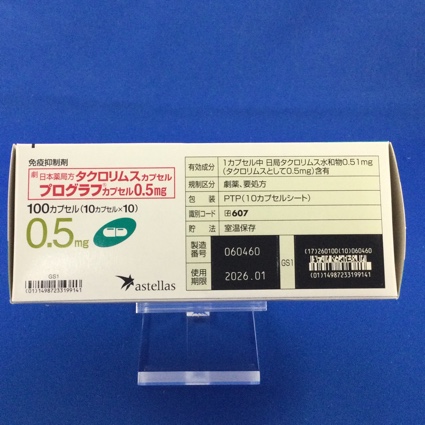 免疫抑制剤
劇 日本薬局方 タクロリムスカプセル
プログラフ®カプセル0.5mg
100カプセル(10カプセル×10)
0.5mg
GS1
(01)14987233199141
astellas
有効成分
1カプセル中 日局タクロリムス水和物0.51mg
(タクロリムスとして0.5mg)含有
規制区分
劇薬、要処方
包 装
PTP(10カプセルシート)
識別コード
607
貯 法
室温保存
製造
番号
060460
使用
期限
2026.01
GS1
(17)260100(10)060460
(01)14987233199141